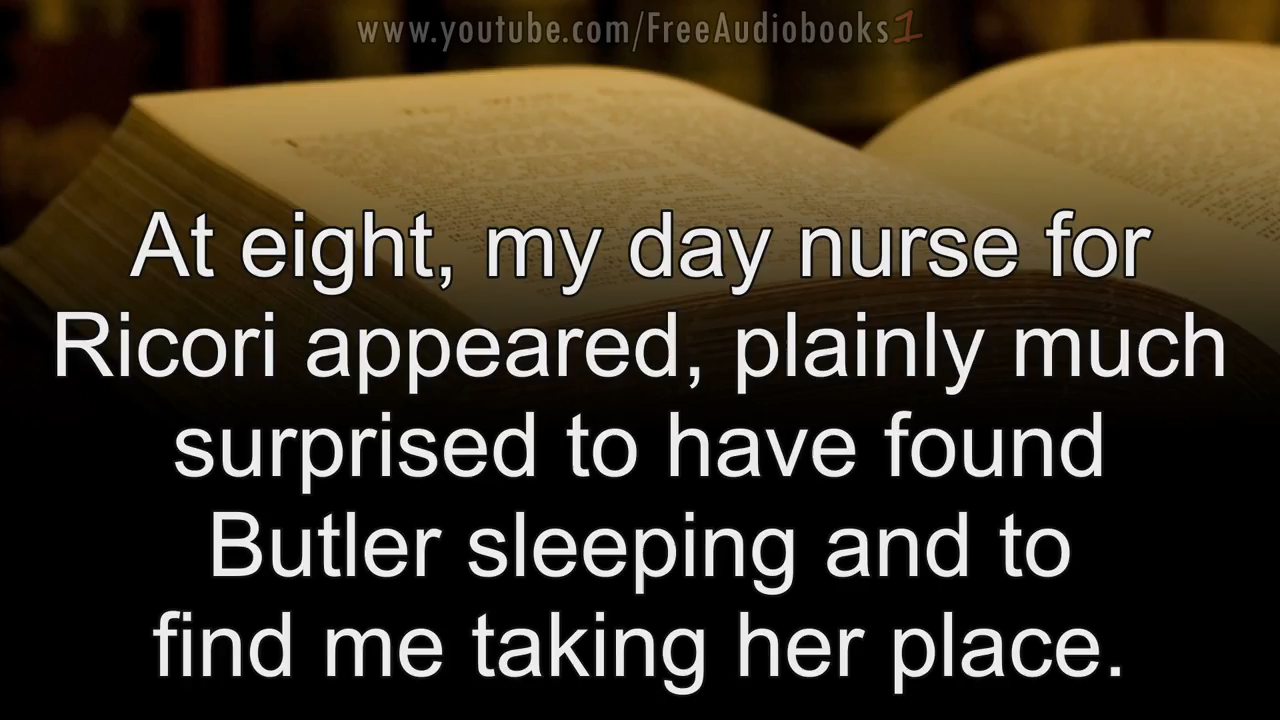 www.youtube.com/FreeAudiobooks1
At eight, my day nurse for
Ricori appeared, plainly much
surprised to have found
Butler sleeping and to
find me taking her place.